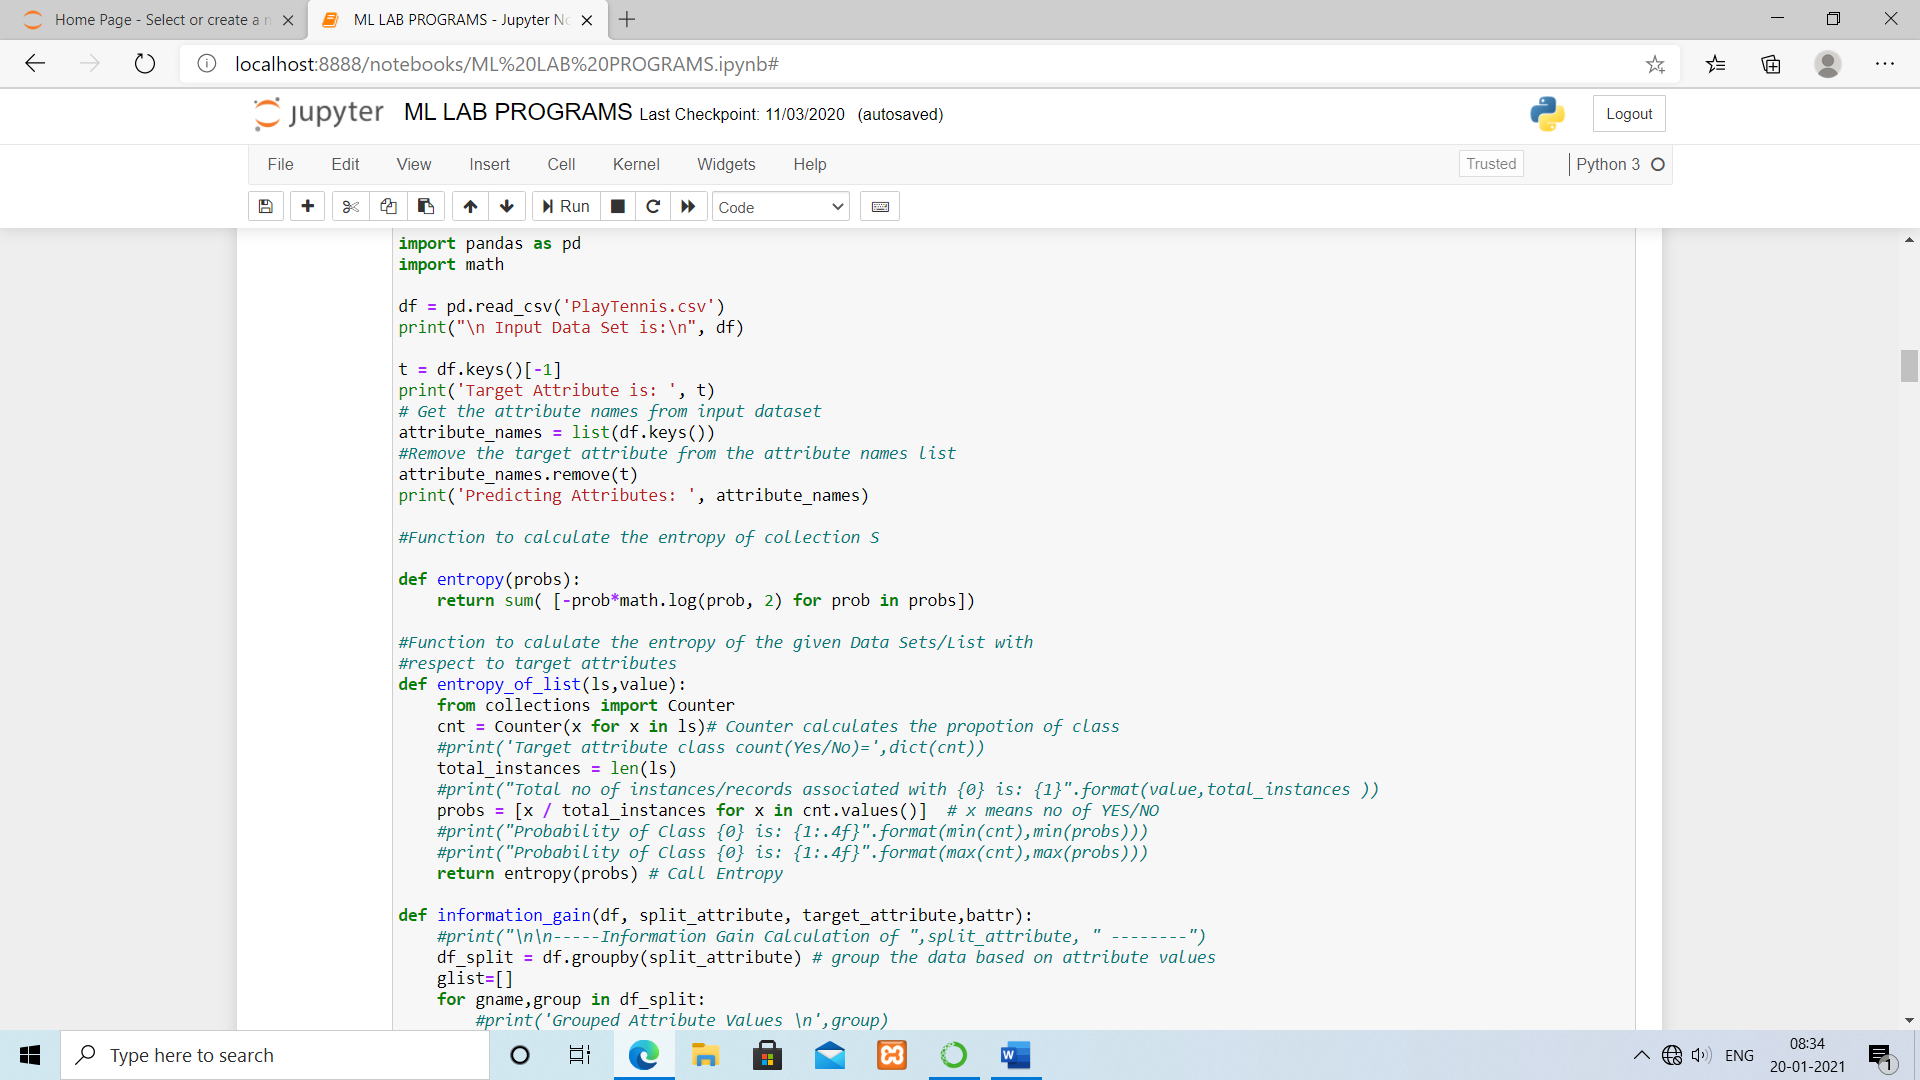 Home Page - Select or create a n
ML LAB PROGRAMS - Jupyter No
localhost:8888/notebooks/ML%20LAB%20PROGRAMS.ipynb#
jupyter ML LAB PROGRAMS Last Checkpoint: 11/03/2020 (autosaved)
Logout
File Edit View Insert Cell Kernel Widgets Help
Trusted
Python 3
Run
Code
import pandas as pd
import math
df = pd.read_csv('PlayTennis.csv')
print("\n Input Data Set is:\n", df)
t = df.keys()[-1]
print('Target Attribute is: ', t)
# Get the attribute names from input dataset
attribute_names = list(df.keys())
#Remove the target attribute from the attribute names list
attribute_names.remove(t)
print('Predicting Attributes: ', attribute_names)
#Function to calculate the entropy of collection S
def entropy(probs):
    return sum( [-prob*math.log(prob, 2) for prob in probs])
#Function to calulate the entropy of the given Data Sets/List with
#respect to target attributes
def entropy_of_list(ls,value):
    from collections import Counter
    cnt = Counter(x for x in ls)# Counter calculates the propotion of class
    #print('Target attribute class count(Yes/No)=',dict(cnt))
    total_instances = len(ls)
    #print("Total no of instances/records associated with {0} is: {1}".format(value,total_instances ))
    probs = [x / total_instances for x in cnt.values()]  # x means no of YES/NO
    #print("Probability of Class {0} is: {1:.4f}".format(min(cnt),min(probs)))
    #print("Probability of Class {0} is: {1:.4f}".format(max(cnt),max(probs)))
    return entropy(probs) # Call Entropy
def information_gain(df, split_attribute, target_attribute,battr):
    #print("\n\n-----Information Gain Calculation of ",split_attribute, " --------")
    df_split = df.groupby(split_attribute) # group the data based on attribute values
    glist=[]
    for gname,group in df_split:
        #print('Grouped Attribute Values \n',group)
Type here to search
W
ENG
08:34
20-01-2021
1